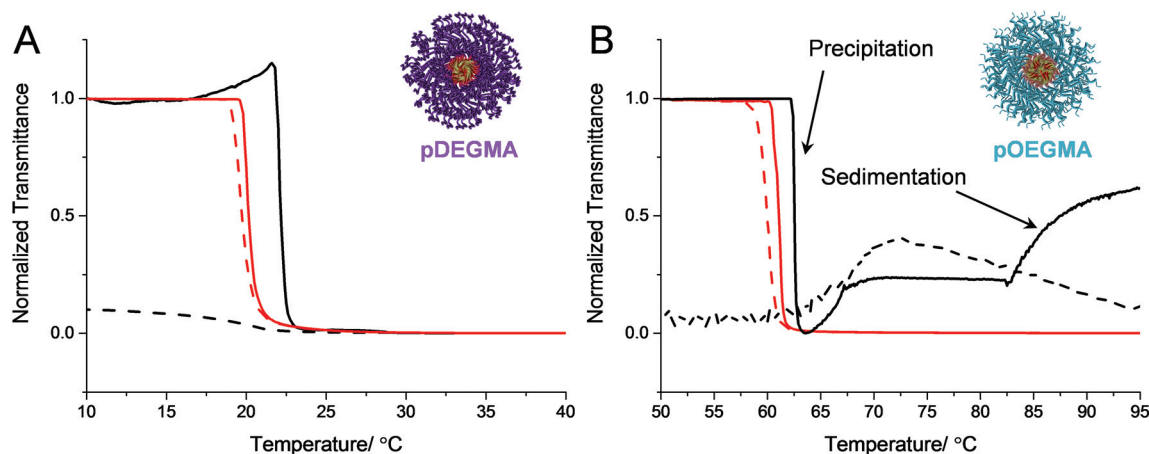 A
pDEGMA
1.0
0.5
0.0
Normalized Transmittance
10 15 20 25 30 35 40
Temperature/ °C
B
Precipitation
pOEGMA
Sedimentation
1.0
0.5
0.0
Normalized Transmittance
50 55 60 65 70 75 80 85 90 95
Temperature/ °C